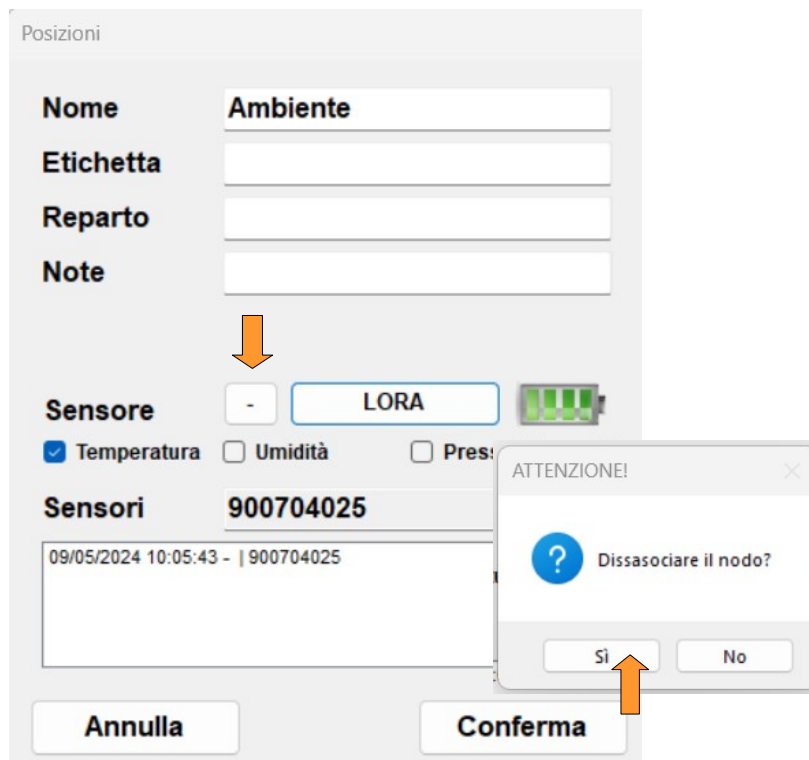 Posizioni
Nome Ambiente
Etichetta
Reparto
Note
Sensore - LORA
Temperatura Umidità
ATTENZIONE!
Sensori 900704025
09/05/2024 10:05:43 - | 900704025
Dissasociare il nodo?
Sì No
Annulla Conferma